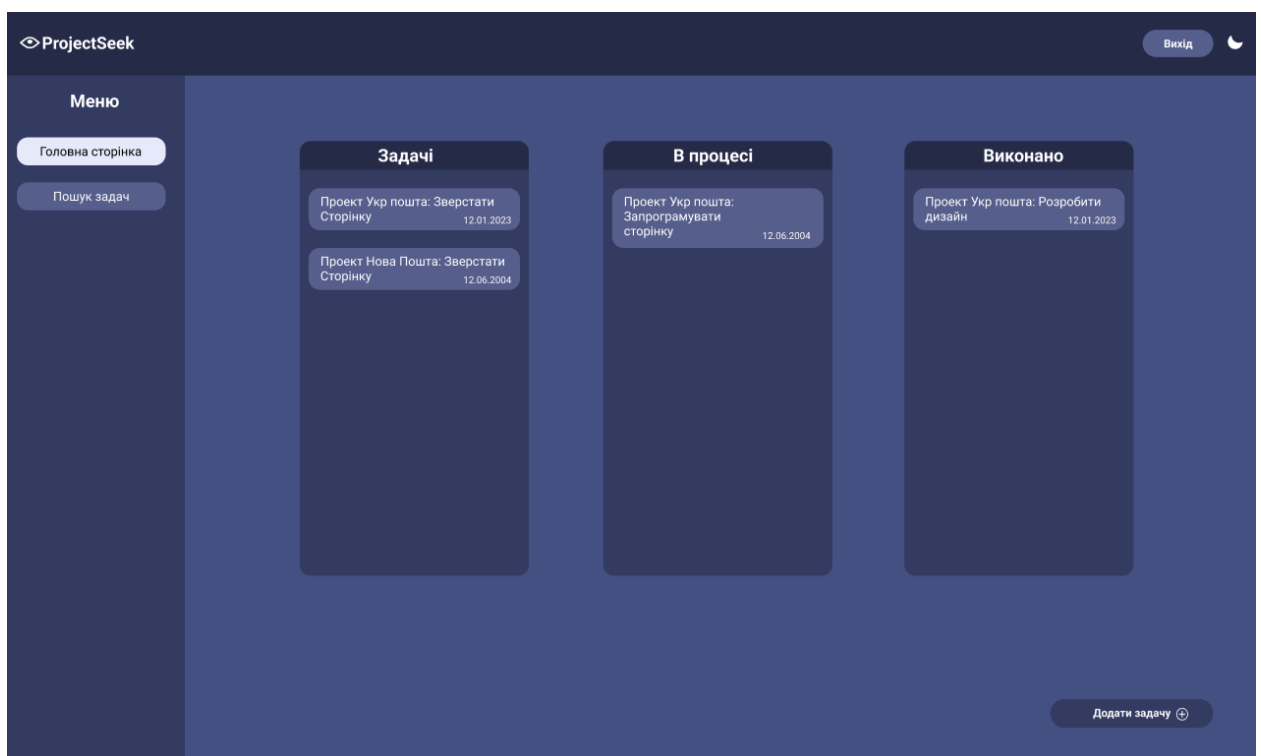 ProjectSeek
Вихід
Меню
Головна сторінка
Пошук задач
Задачі
Проект Укр пошта: Зверстати
Сторінку
12.01.2023
Проект Нова Пошта: Зверстати
Сторінку
12.06.2004
В процесі
Проект Укр пошта:
Запрограмувати
сторінку
12.06.2004
Виконано
Проект Укр пошта: Розробити
дизайн
12.01.2023
Додати задачу